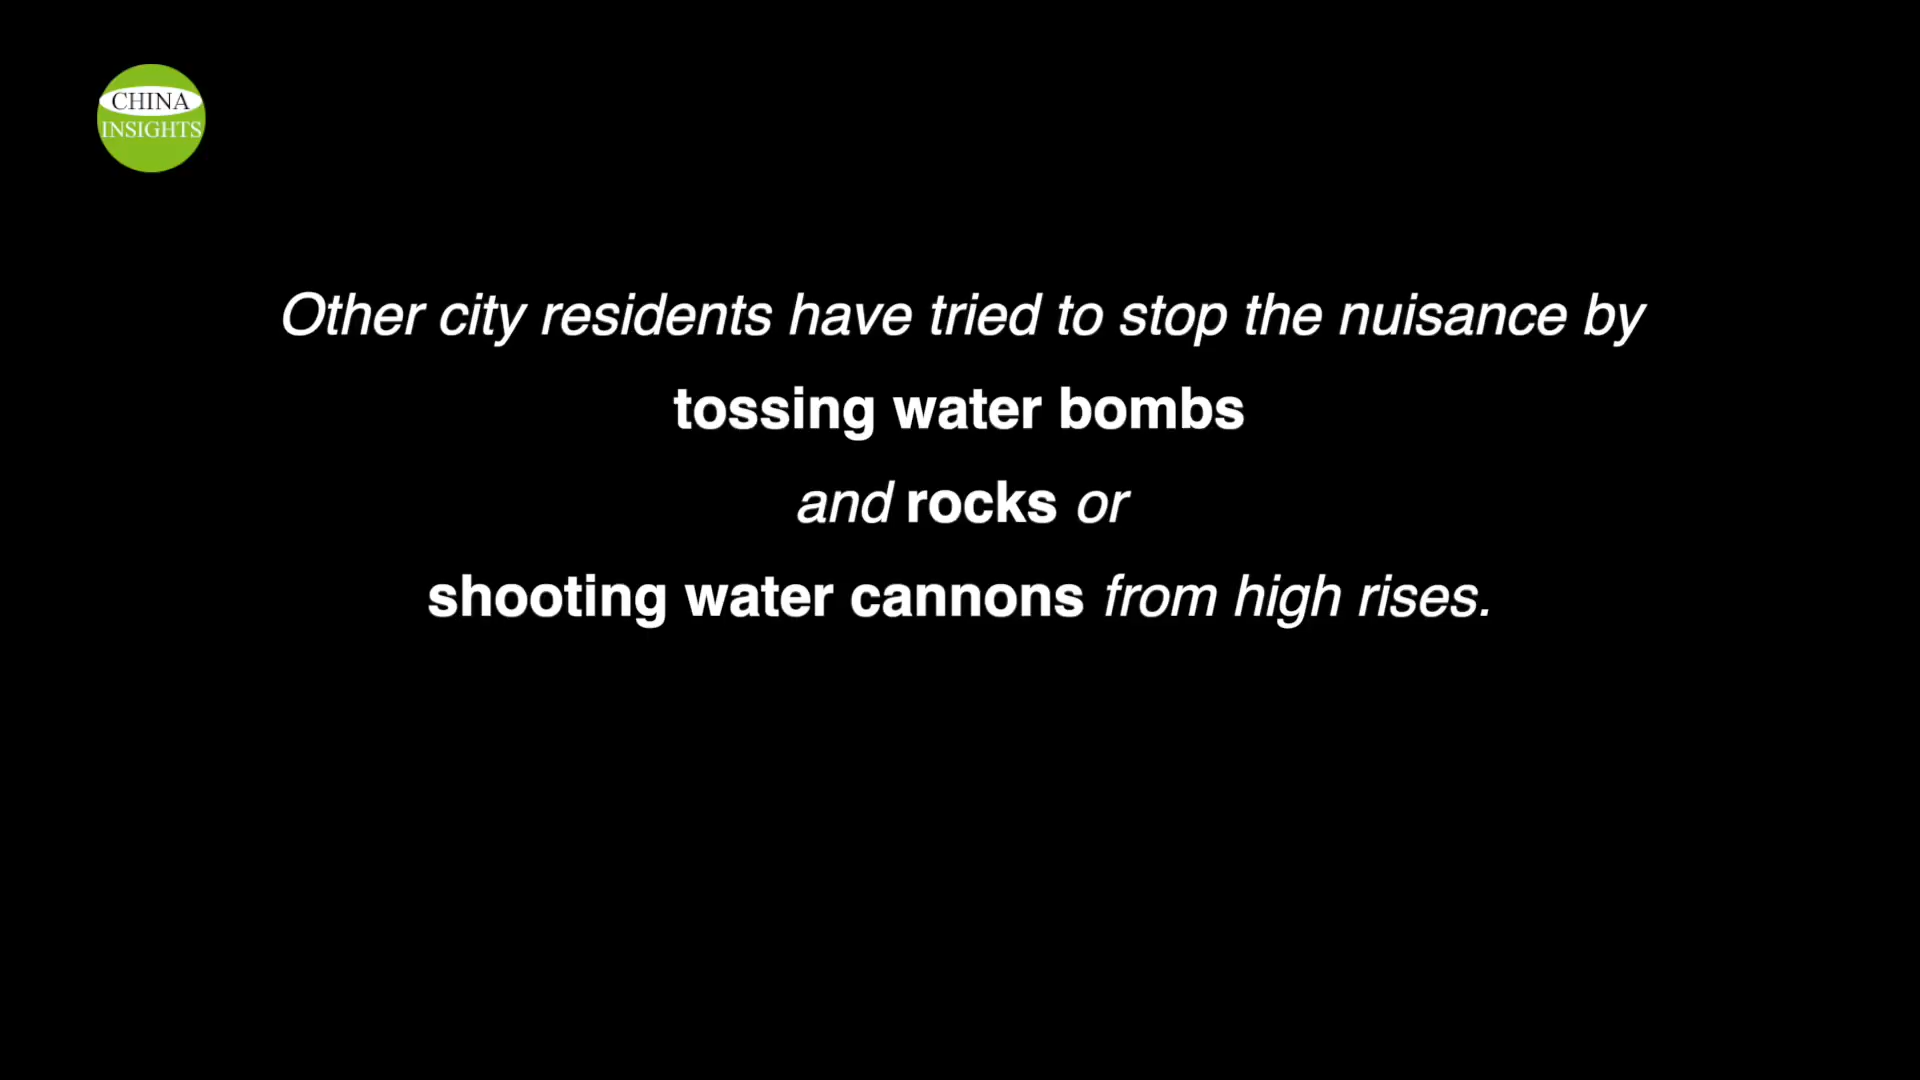 CHINA
INSIGHTS
Other city residents have tried to stop the nuisance by
tossing water bombs
and rocks or
shooting water cannons from high rises.